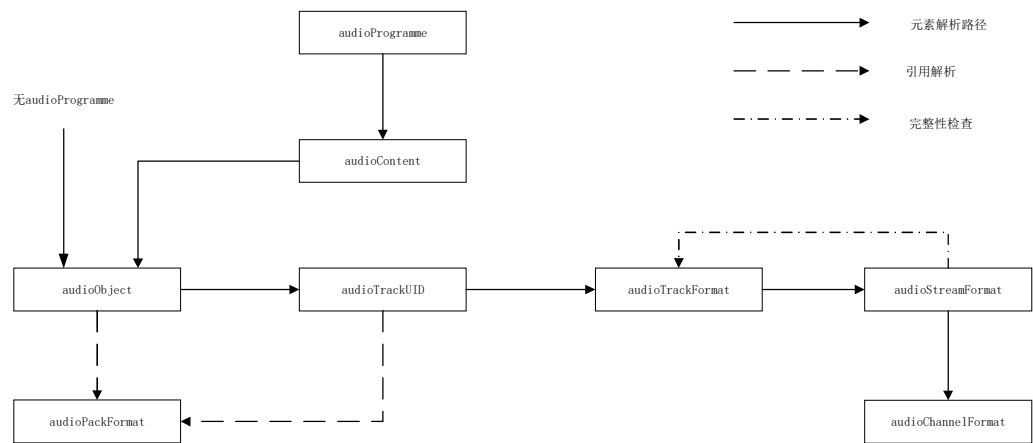 audioProgramme
元素解析路径
引用解析
无audioProgramme
完整性检查
audioContent
audioObject
audioTrackUID
audioTrackFormat
audioStreamFormat
audioPackFormat
audioChannelFormat